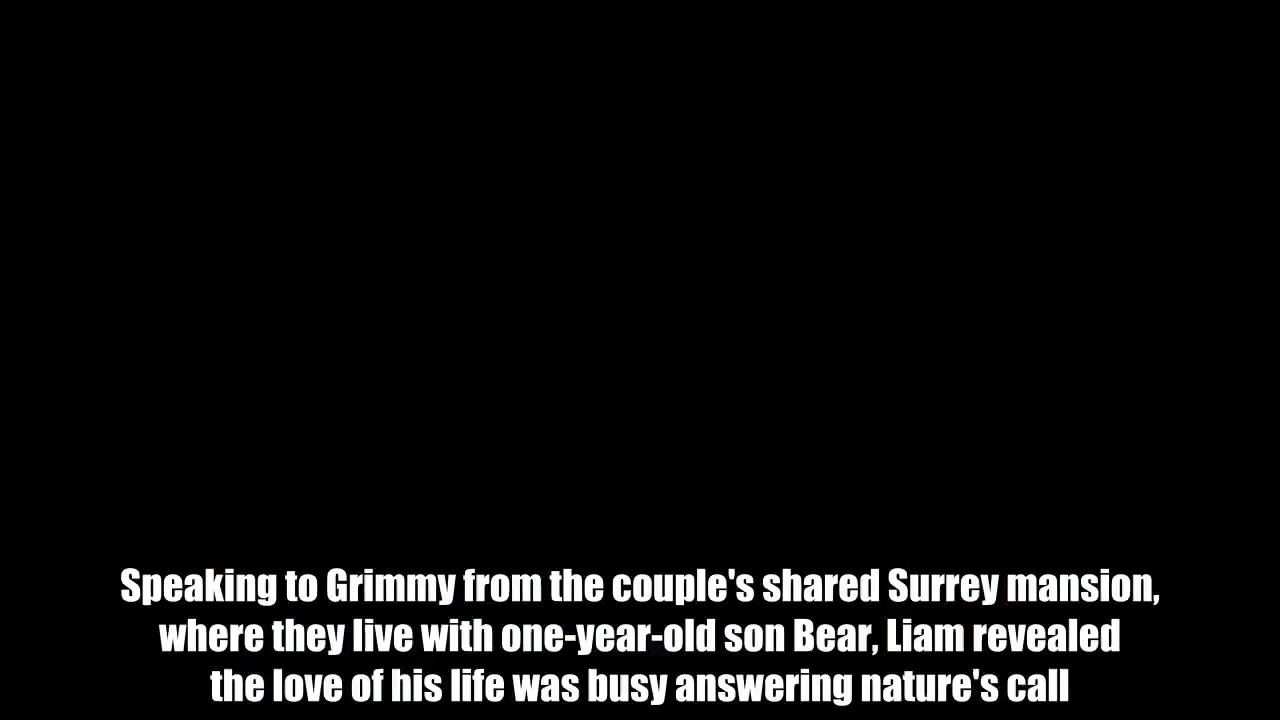 Speaking to Grimmy from the couple's shared Surrey mansion,
where they live with one-year-old son Bear, Liam revealed
the love of his life was busy answering nature's call